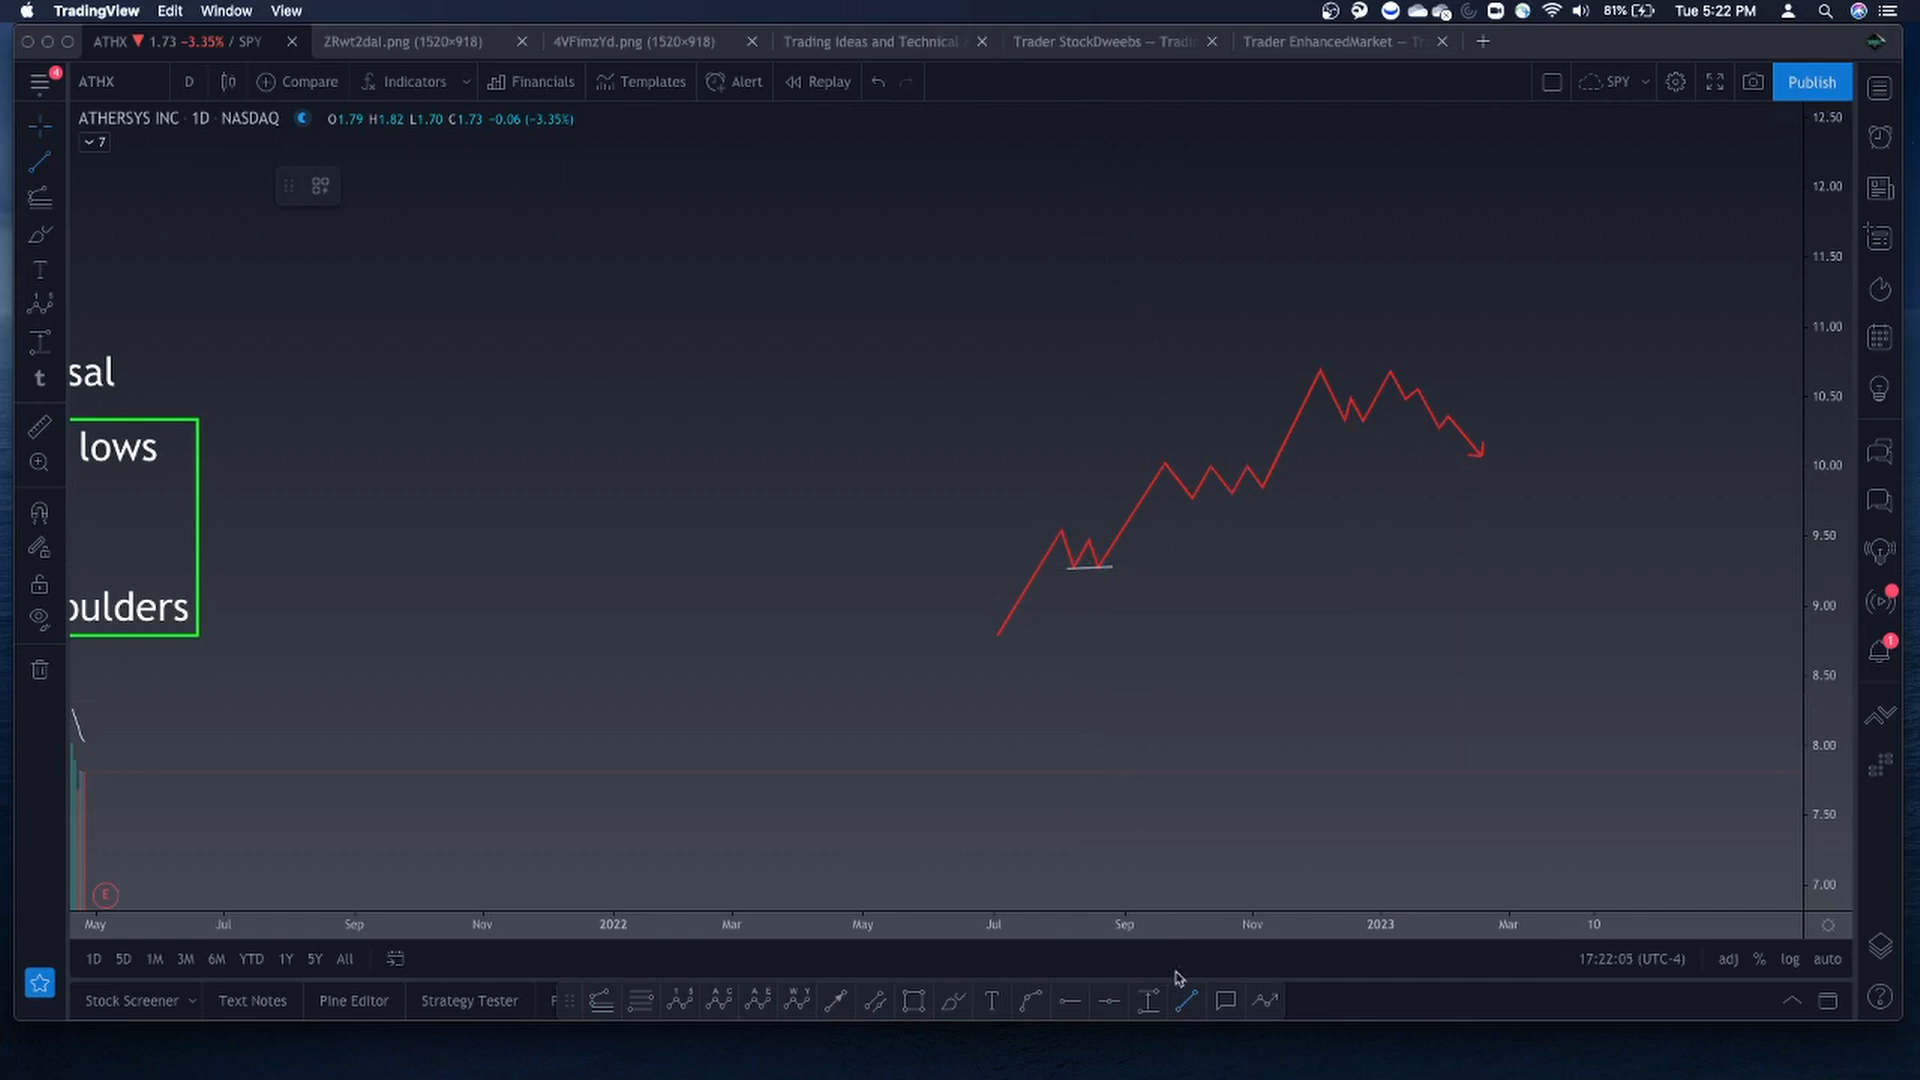 TradingView Edit Window View 81% Tue 5:22 PM
ATHX 1.73 −3.35% / SPY ZRwt2dal.png (1520×918) 4VFimzYd.png (1520×918) Trading Ideas and Technical Trader StockDweebs — Tradin Trader EnhancedMarket — Tr
4 ATHX D Compare Indicators Financials Templates Alert Replay SPY Publish
ATHERSYS INC · 1D · NASDAQ O1.79 H1.82 L1.70 C1.73 −0.06 (−3.35%)
7
12.50
12.00
11.50
11.00
sal
10.50
lows
10.00
9.50
oulders
9.00
8.50
8.00
7.50
7.00
E
1
May Jul Sep Nov 2022 Mar May Jul Sep Nov 2023 Mar 10
1D 5D 1M 3M 6M YTD 1Y 5Y All 17:22:05 (UTC-4) adj % log auto
Stock Screener Text Notes Pine Editor Strategy Tester